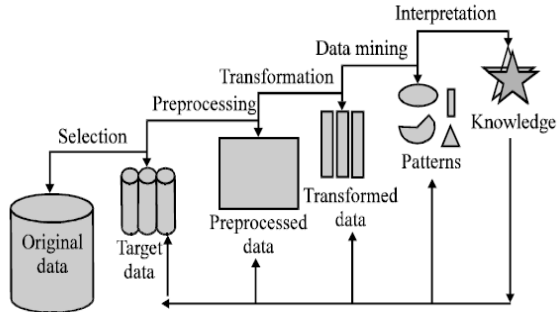 Interpretation
Data mining
Transformation
Preprocessing
Selection
Knowledge
Patterns
Transformed
data
Preprocessed
data
Target
data
Original
data